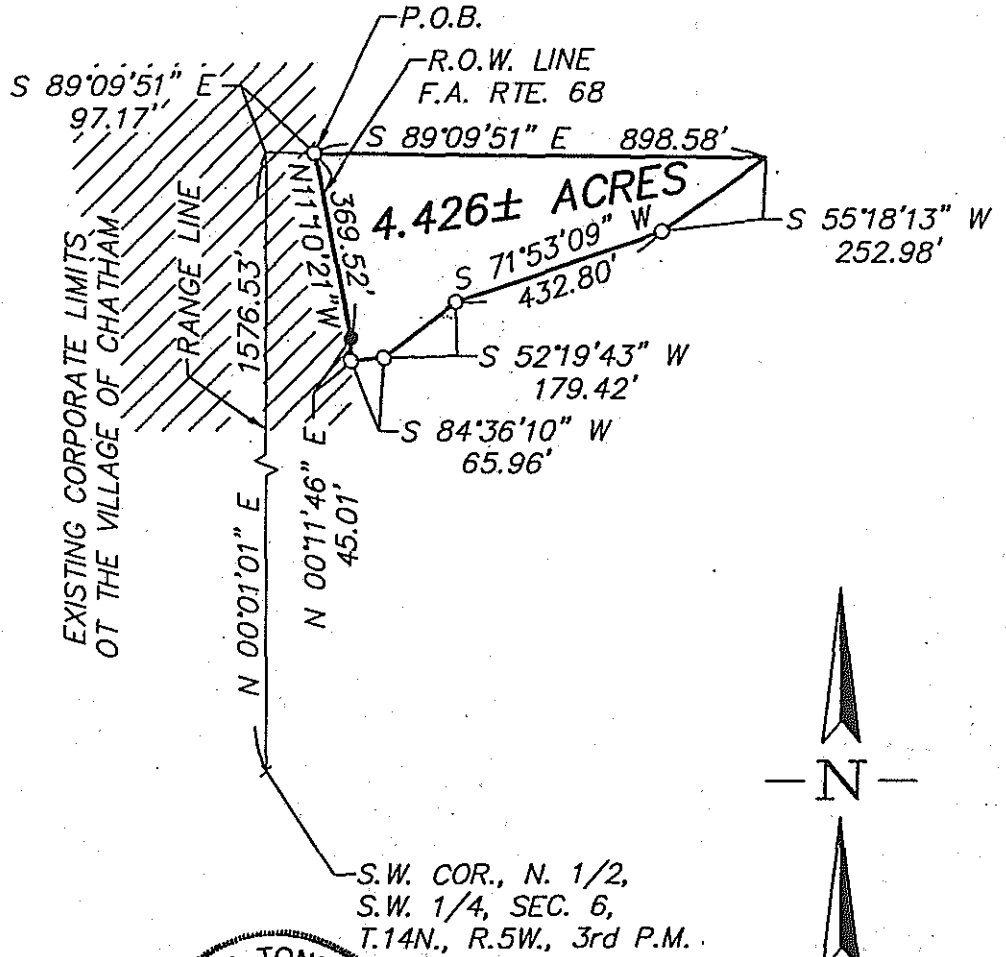 P.O.B.
R.O.W. LINE
F.A. RTE. 68
S 89°09'51" E
97.17'
S 89°09'51" E 898.58'
4.426± ACRES
N 11°10'21" W
369.52'
S 71°53'09" W
432.80'
S 55°18'13" W
252.98'
S 52°19'43" W
179.42'
S 84°36'10" W
65.96'
N 00°11'46" E
45.01'
RANGE LINE
1576.53'
N 00°01'01" E
EXISTING CORPORATE LIMITS
OT THE VILLAGE OF CHATHAM
N
S.W. COR., N. 1/2,
S.W. 1/4, SEC. 6,
T.14N., R.5W., 3rd P.M.